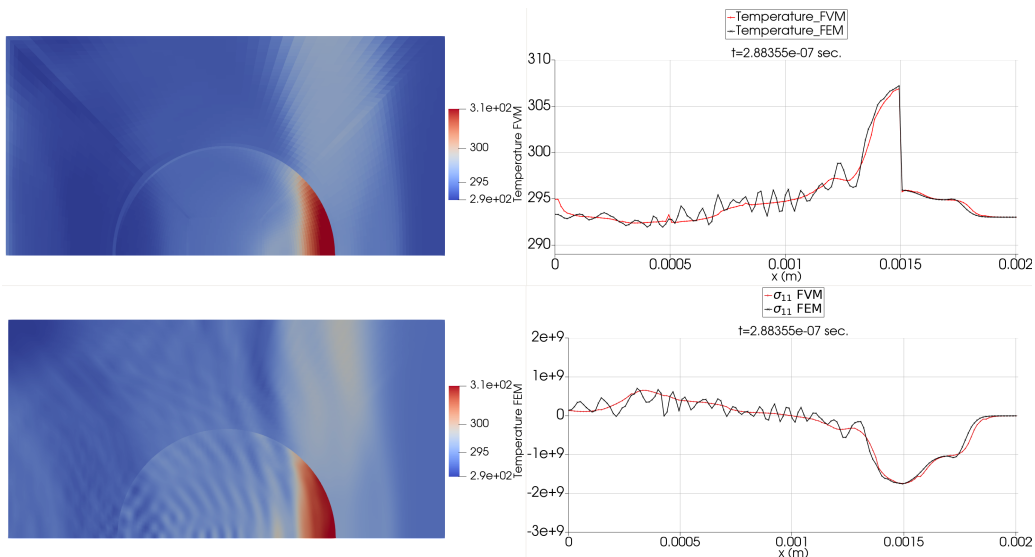 Temperature_FVM
Temperature_FEM
t=2.88355e-07 sec.
3.1e+02
300
295
2.9e+02
Temperature FVM
310
305
300
295
290
0
0.0005
0.001
0.0015
0.002
x (m)
σ11 FVM
σ11 FEM
t=2.88355e-07 sec.
3.1e+02
300
295
2.9e+02
Temperature FEM
2e+9
1e+9
0
-1e+9
-2e+9
-3e+9
0
0.0005
0.001
0.0015
0.002
x (m)